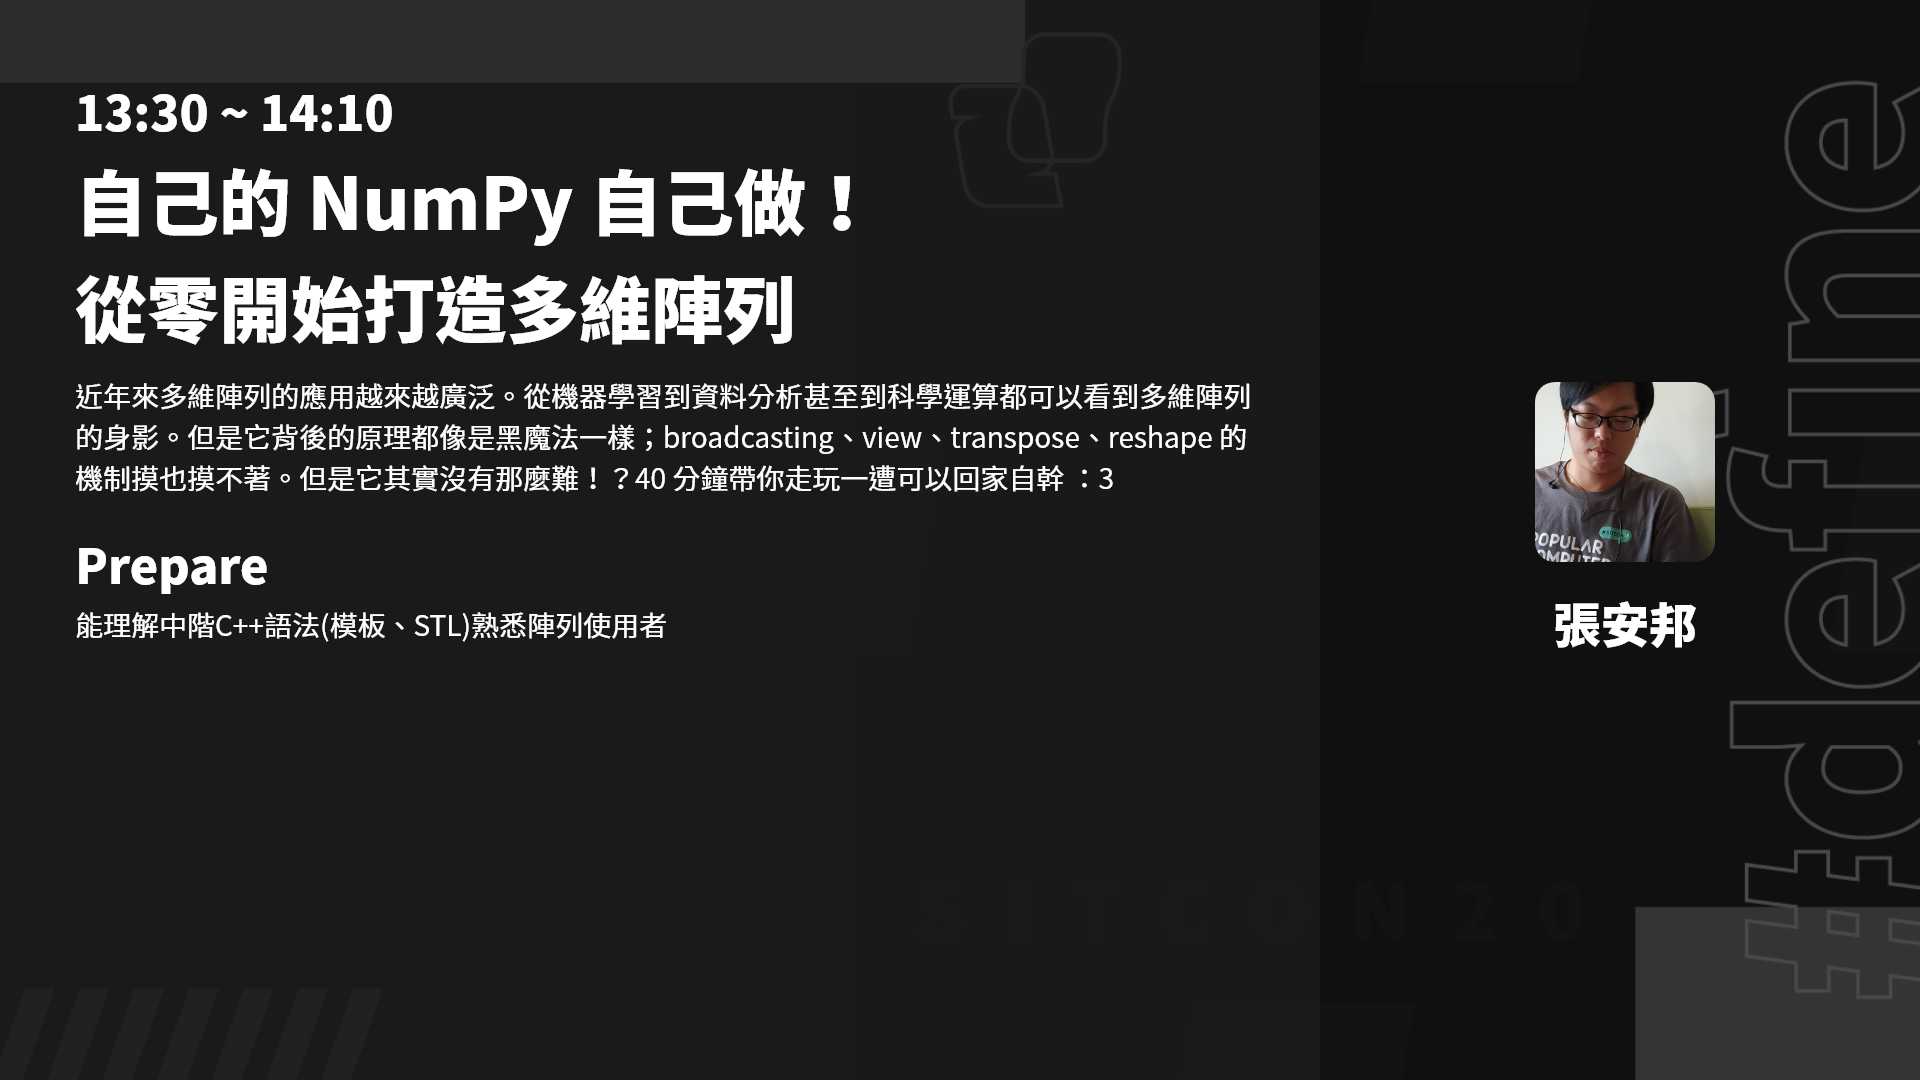 13:30 ~ 14:10
自己的 NumPy 自己做！
從零開始打造多維陣列
近年來多維陣列的應用越來越廣泛。從機器學習到資料分析甚至到科學運算都可以看到多維陣列
的身影。但是它背後的原理都像是黑魔法一樣；broadcasting、view、transpose、reshape 的
機制摸也摸不著。但是它其實沒有那麼難！？40 分鐘帶你走玩一遭可以回家自幹 ：3
Prepare
能理解中階C++語法(模板、STL)熟悉陣列使用者
POPULAR
COMPUTER
張安邦
#define
SITCON20